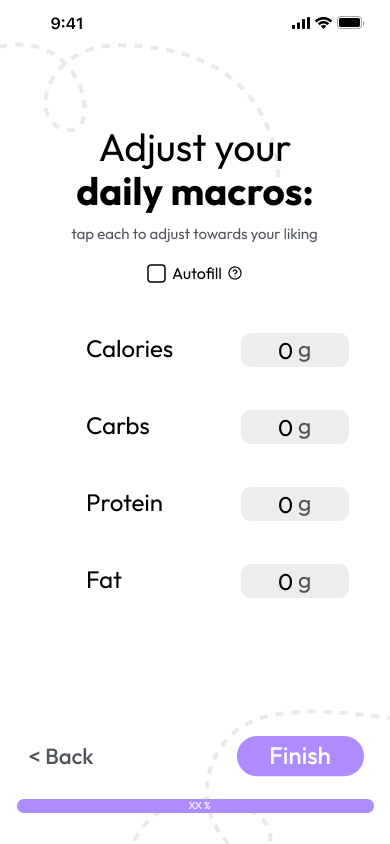 9:41
Adjust your
daily macros:
tap each to adjust towards your liking
Autofill ?
Calories 0 g
Carbs 0 g
Protein 0 g
Fat 0 g
< Back Finish
XX %